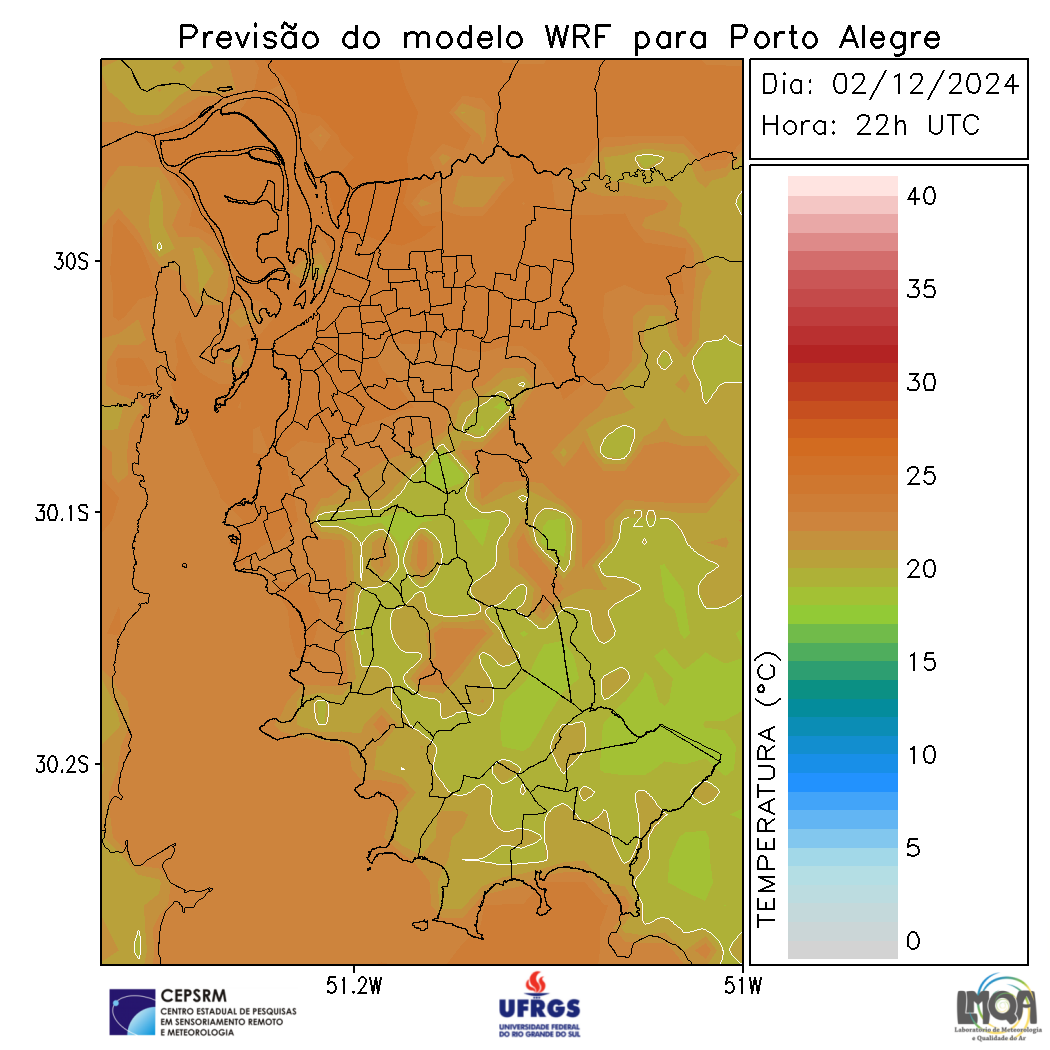 Previsão do modelo WRF para Porto Alegre
Dia: 02/12/2024
Hora: 22h UTC
40
35
30
25
20
15
10
5
0
TEMPERATURA (°C)
30S
30.1S
30.2S
20
51.2W
51W
CEPSRM
CENTRO ESTADUAL DE PESQUISAS
EM SENSORIAMENTO REMOTO
E METEOROLOGIA
UFRGS
UNIVERSIDADE FEDERAL
DO RIO GRANDE DO SUL
LMQA
Laboratório de Meteorologia
e Qualidade do Ar